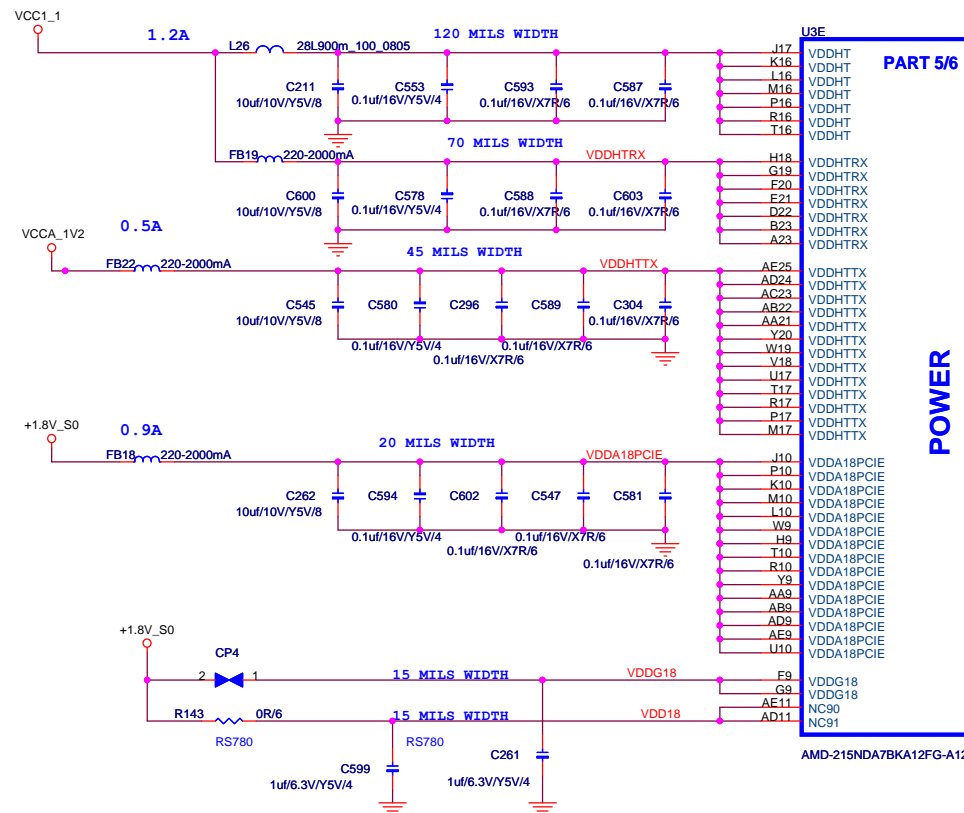 VCC1_1
1.2A
L26 28L900m_100_0805
120 MILS WIDTH
U3E
PART 5/6
C211
10uf/10V/Y5V/8
C553
0.1uf/16V/Y5V/4
C593
0.1uf/16V/X7R/6
C587
0.1uf/16V/X7R/6
J17 VDDHT
K16 VDDHT
L16 VDDHT
M16 VDDHT
P16 VDDHT
R16 VDDHT
T16 VDDHT
FB19 220-2000mA
70 MILS WIDTH
VDDHTRX
C600
10uf/10V/Y5V/8
C578
0.1uf/16V/Y5V/4
C588
0.1uf/16V/X7R/6
C603
0.1uf/16V/X7R/6
H18 VDDHTRX
G19 VDDHTRX
F20 VDDHTRX
E21 VDDHTRX
D22 VDDHTRX
B23 VDDHTRX
A23 VDDHTRX
VCCA_1V2
0.5A
FB22 220-2000mA
45 MILS WIDTH
VDDHTTX
C545
10uf/10V/Y5V/8
C580
0.1uf/16V/Y5V/4
C296
0.1uf/16V/X7R/6
C589
0.1uf/16V/X7R/6
C304
0.1uf/16V/X7R/6
AE25 VDDHTTX
AD24 VDDHTTX
AC23 VDDHTTX
AB22 VDDHTTX
AA21 VDDHTTX
Y20 VDDHTTX
W19 VDDHTTX
V18 VDDHTTX
U17 VDDHTTX
T17 VDDHTTX
R17 VDDHTTX
P17 VDDHTTX
M17 VDDHTTX
POWER
+1.8V_S0
0.9A
FB18 220-2000mA
20 MILS WIDTH
VDDA18PCIE
C262
10uf/10V/Y5V/8
C594
0.1uf/16V/Y5V/4
C602
0.1uf/16V/X7R/6
C547
0.1uf/16V/X7R/6
C581
0.1uf/16V/X7R/6
J10 VDDA18PCIE
P10 VDDA18PCIE
K10 VDDA18PCIE
M10 VDDA18PCIE
L10 VDDA18PCIE
W9 VDDA18PCIE
H9 VDDA18PCIE
T10 VDDA18PCIE
R10 VDDA18PCIE
Y9 VDDA18PCIE
AA9 VDDA18PCIE
AB9 VDDA18PCIE
AD9 VDDA18PCIE
AE9 VDDA18PCIE
U10 VDDA18PCIE
+1.8V_S0
CP4
2 1
15 MILS WIDTH
VDDG18
F9 VDDG18
G9 VDDG18
R143 0R/6
RS780
15 MILS WIDTH
RS780
VDD18
AE11 NC90
AD11 NC91
C599
1uf/6.3V/Y5V/4
C261
1uf/6.3V/Y5V/4
AMD-215NDA7BKA12FG-A12